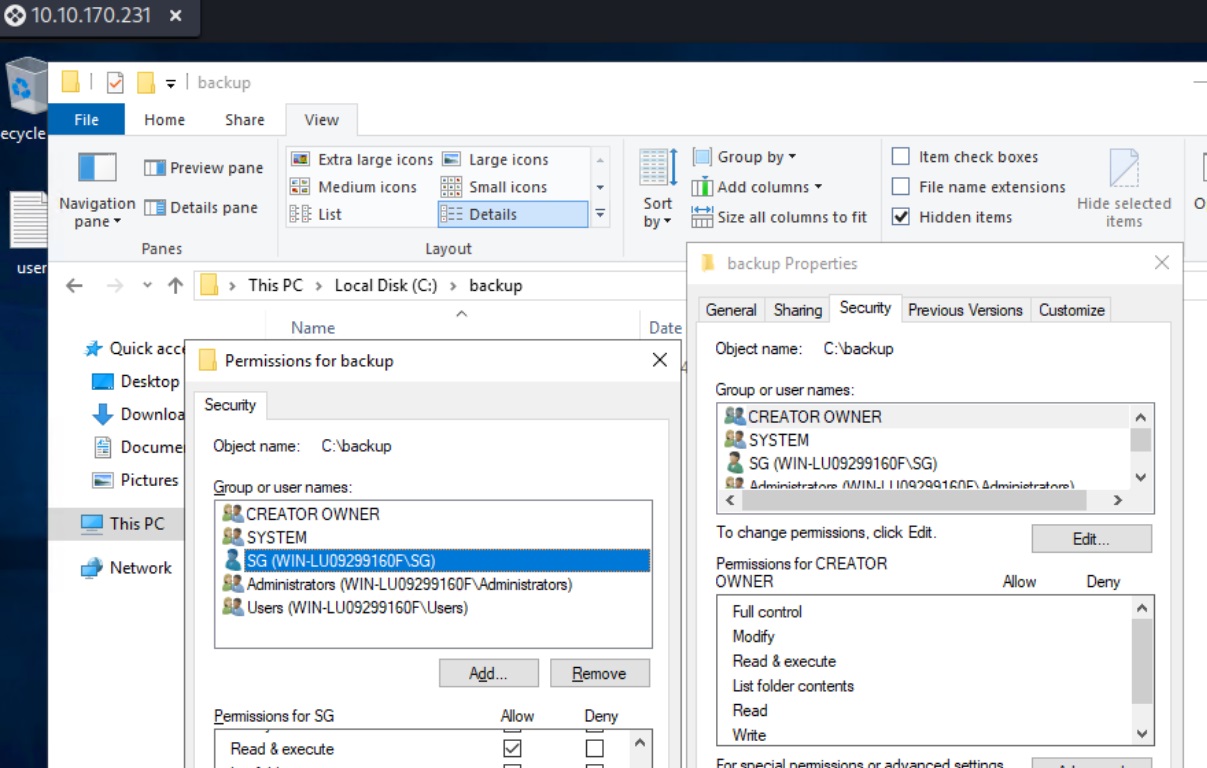 10.10.170.231
backup
File Home Share View
ecycle
user
Navigation pane
Preview pane
Details pane
Panes
Extra large icons Large icons
Medium icons Small icons
List Details
Layout
Sort by
Group by
Add columns
Size all columns to fit
Item check boxes
File name extensions
Hidden items
Hide selected items
This PC > Local Disk (C:) > backup
Name Date
Quick acce
Desktop
Downloa
Docume
Pictures
This PC
Network
Permissions for backup
Security
Object name: C:\backup
Group or user names:
CREATOR OWNER
SYSTEM
SG (WIN-LU09299160F\SG)
Administrators (WIN-LU09299160F\Administrators)
Users (WIN-LU09299160F\Users)
Add... Remove
Permissions for SG Allow Deny
Read & execute
backup Properties
General Sharing Security Previous Versions Customize
Object name: C:\backup
Group or user names:
CREATOR OWNER
SYSTEM
SG (WIN-LU09299160F\SG)
Administrators (WIN-LU09299160F\Administrators)
To change permissions, click Edit.
Edit...
Permissions for CREATOR
OWNER Allow Deny
Full control
Modify
Read & execute
List folder contents
Read
Write
For special permissions or advanced settings